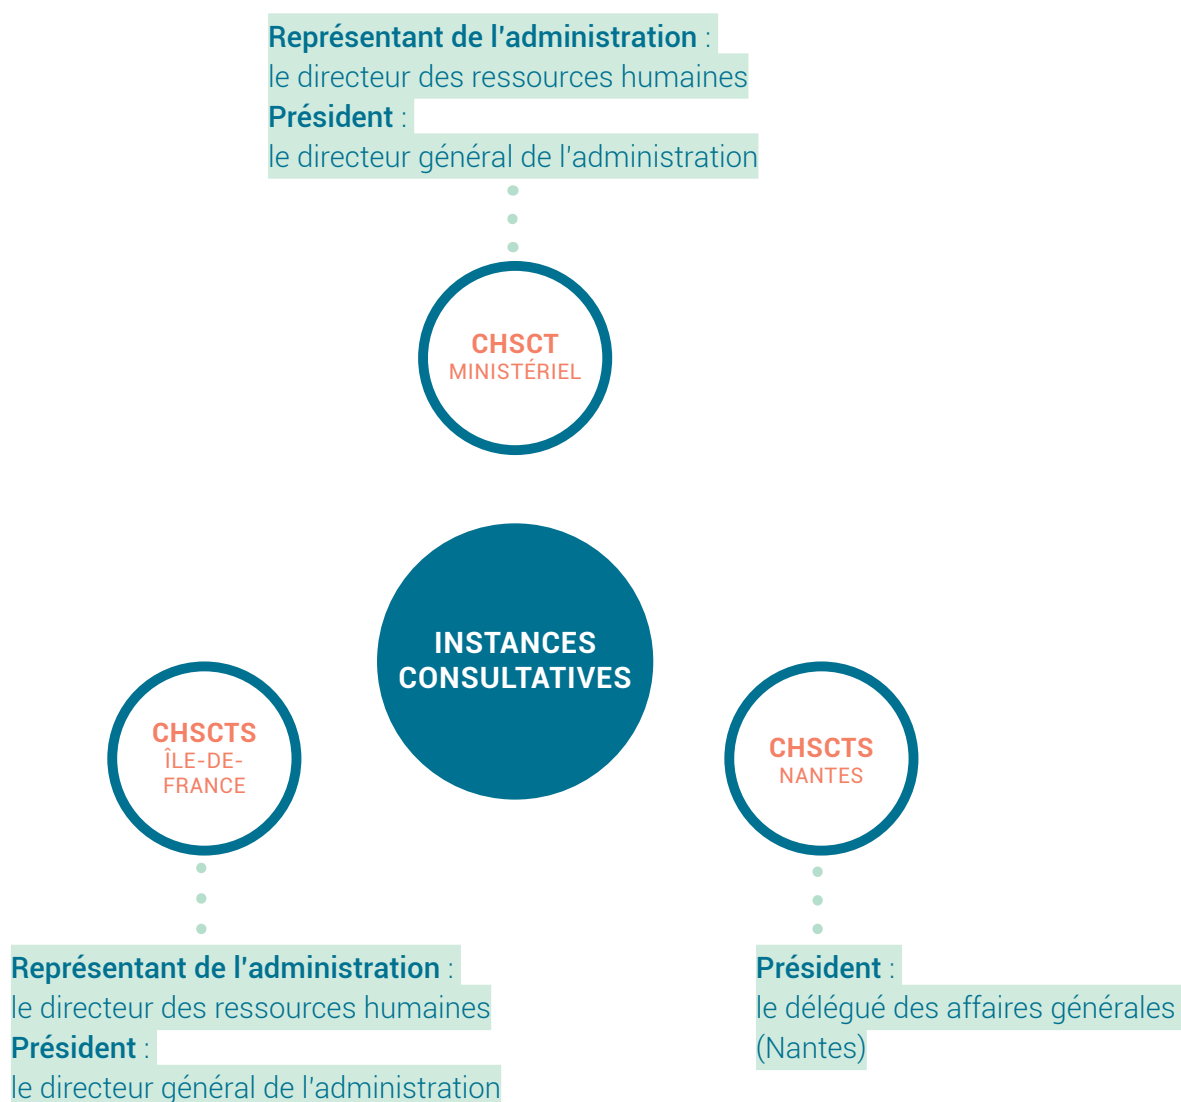 Représentant de l'administration :
le directeur des ressources humaines
Président :
le directeur général de l'administration
CHSCT
MINISTÉRIEL
INSTANCES
CONSULTATIVES
CHSCTS
ÎLE-DE-
FRANCE
CHSCTS
NANTES
Représentant de l'administration :
le directeur des ressources humaines
Président :
le directeur général de l'administration
Président :
le délégué des affaires générales
(Nantes)